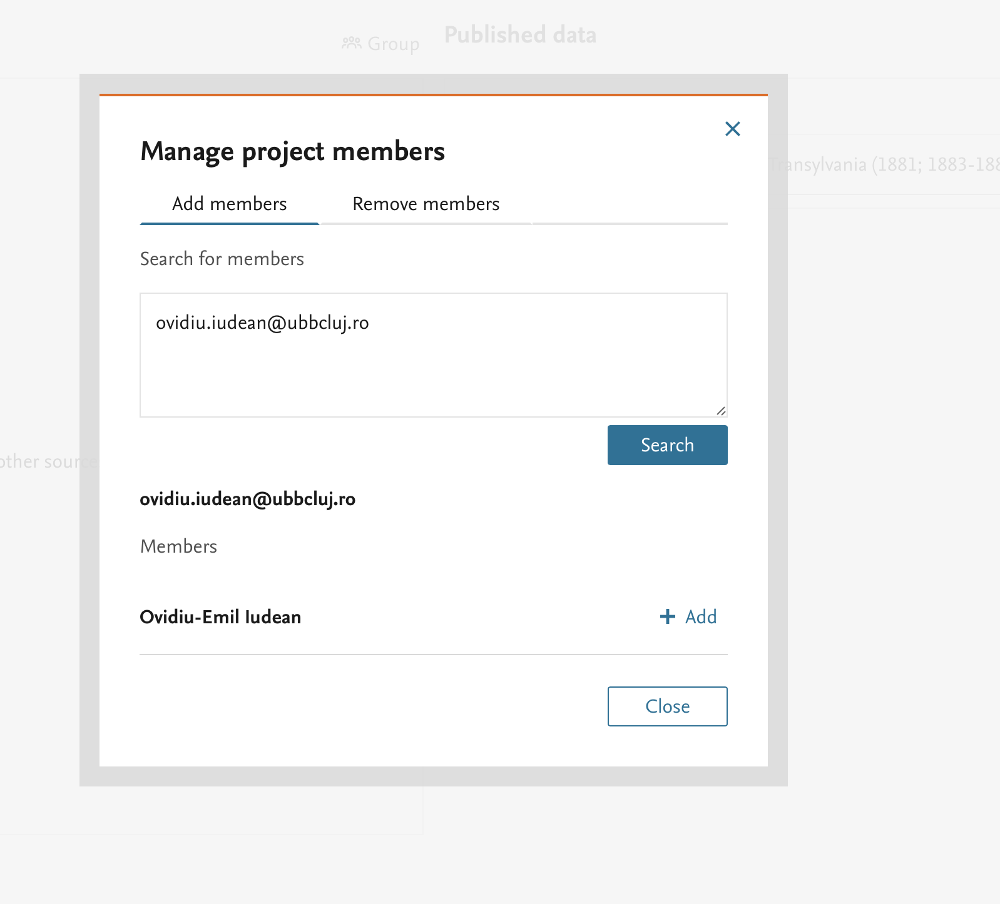 Group
Published data
Manage project members
Add members
Remove members
Transylvania (1881; 1883-188
Search for members
ovidiu.iudean@ubbcluj.ro
Search
other source
ovidiu.iudean@ubbcluj.ro
Members
Ovidiu-Emil Iudean
+ Add
Close